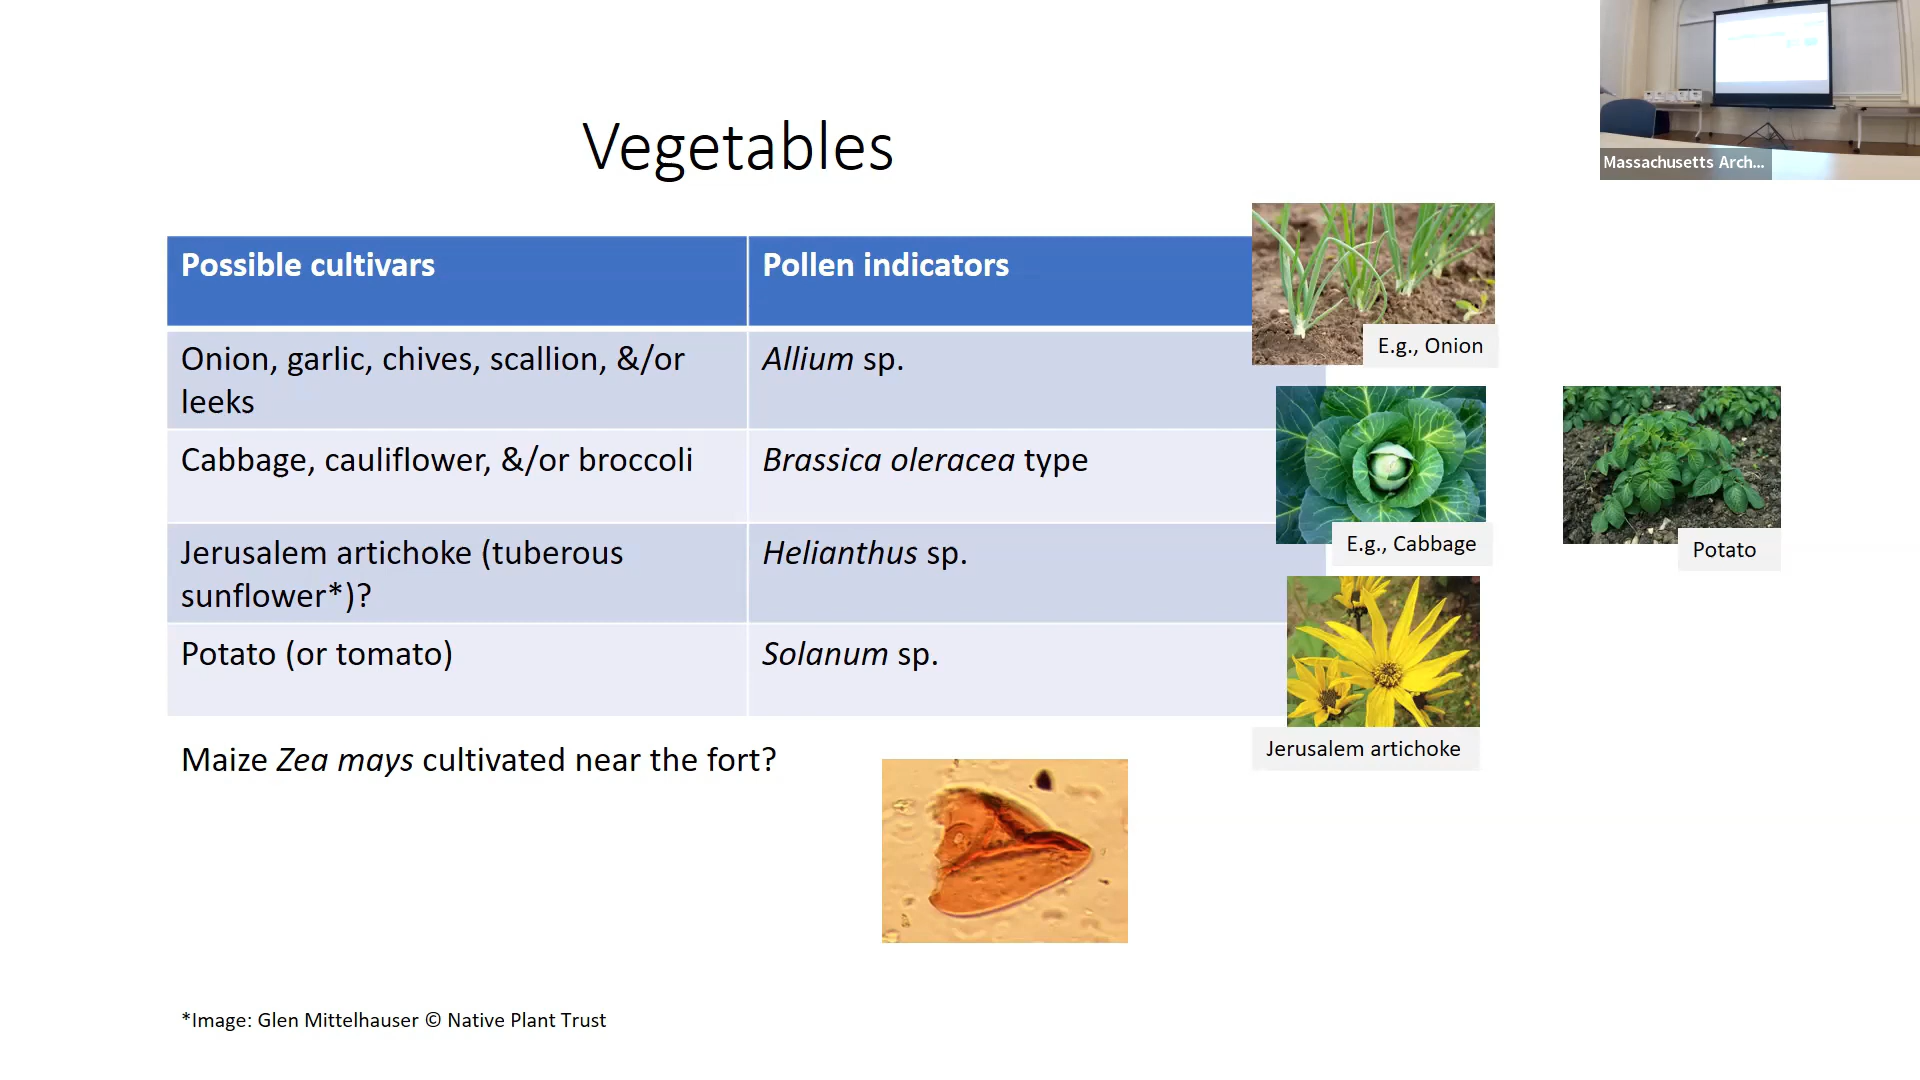 Vegetables
Massachusetts Arch...
Possible cultivars
Pollen indicators
Onion, garlic, chives, scallion, &/or
leeks
Allium sp.
Cabbage, cauliflower, &/or broccoli
Brassica oleracea type
Jerusalem artichoke (tuberous
sunflower*)?
Helianthus sp.
Potato (or tomato)
Solanum sp.
E.g., Onion
E.g., Cabbage
Potato
Jerusalem artichoke
Maize Zea mays cultivated near the fort?
*Image: Glen Mittelhauser © Native Plant Trust